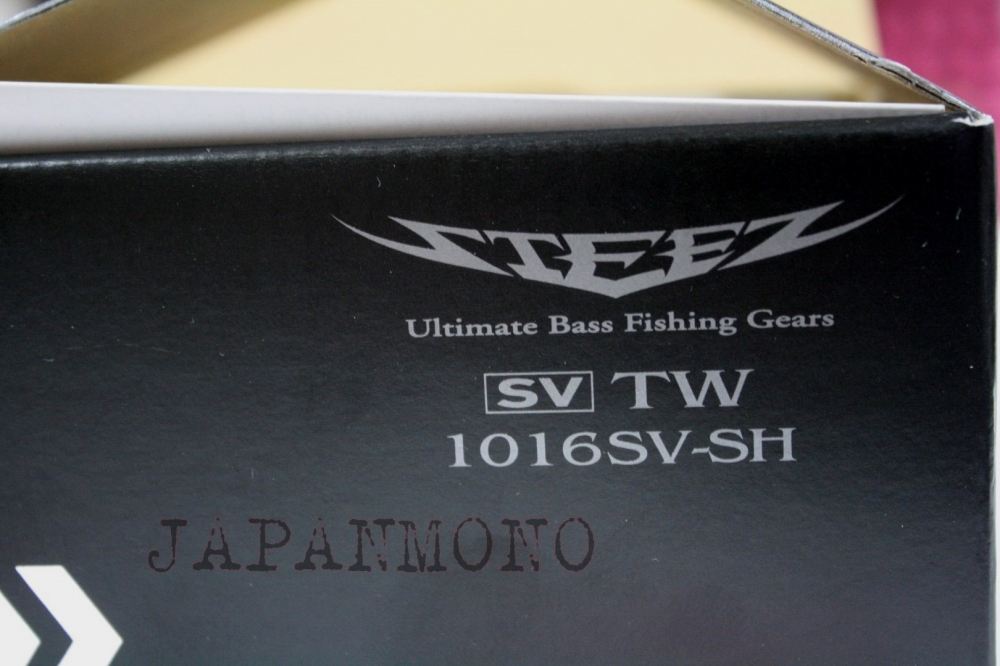 STEEZ
Ultimate Bass Fishing Gears
SV TW
1016SV-SH
JAPANMONO